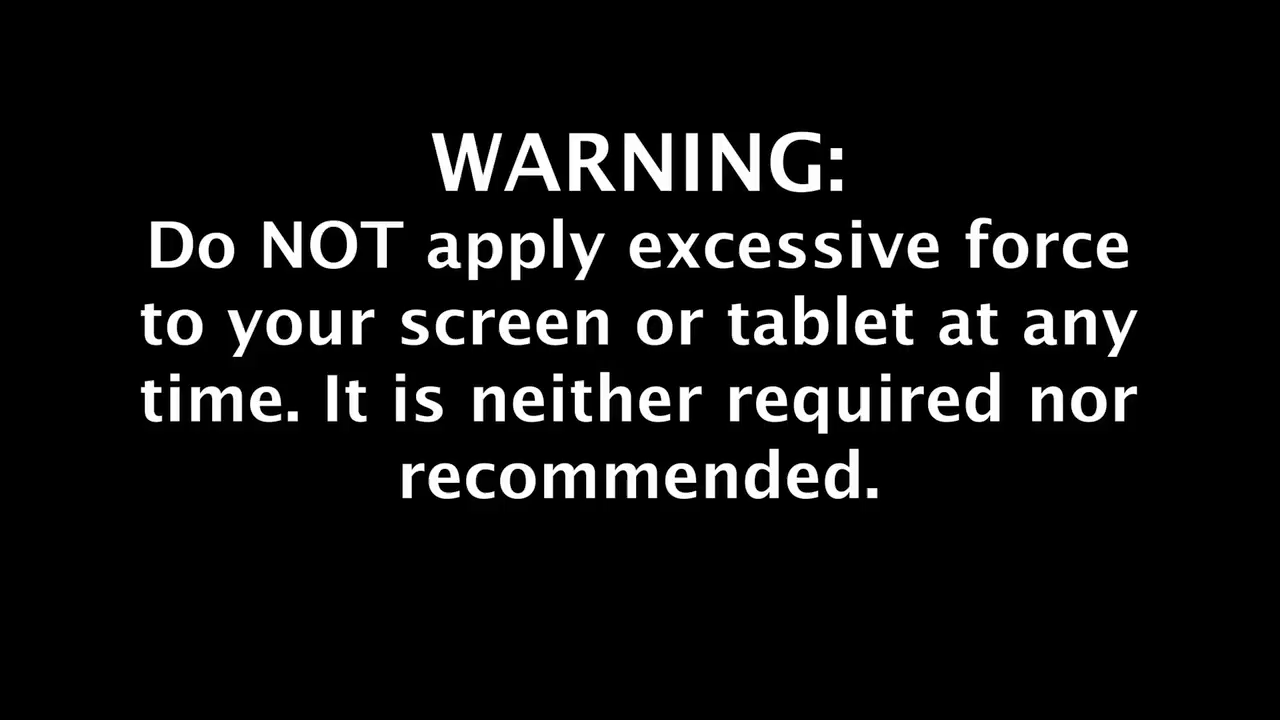 WARNING:
Do NOT apply excessive force
to your screen or tablet at any
time. It is neither required nor
recommended.